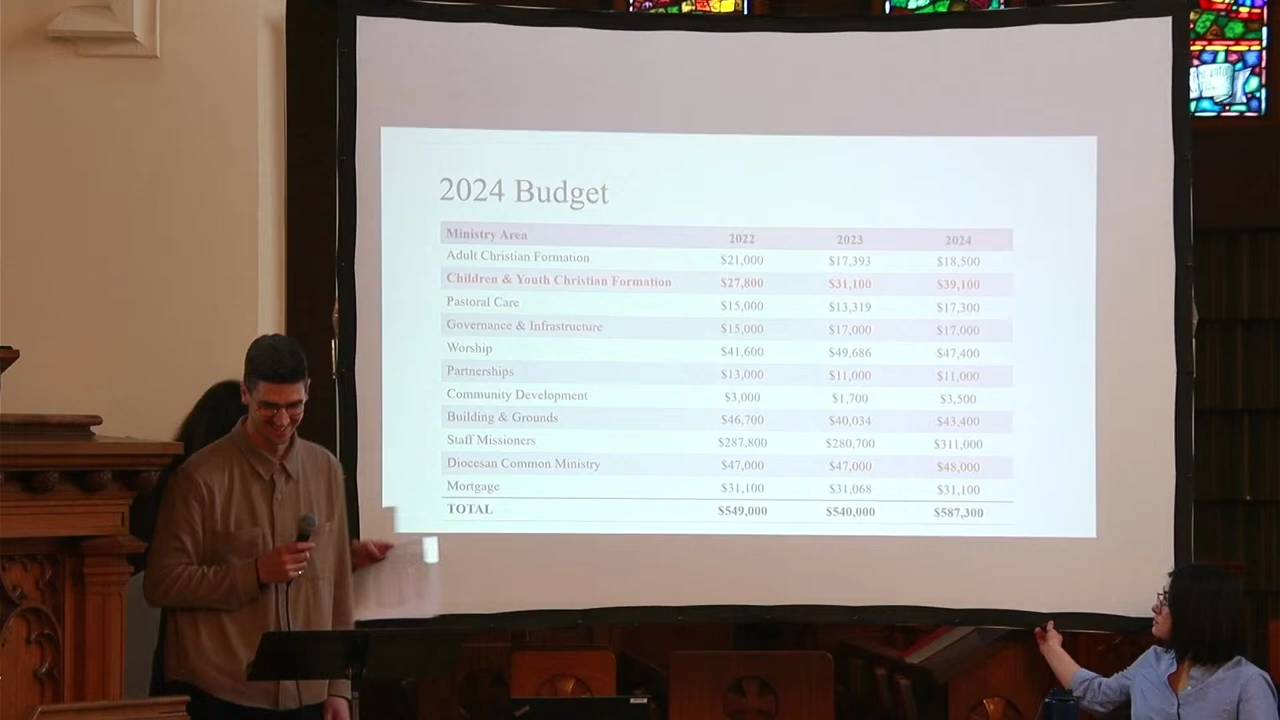 2024 Budget
Ministry Area 2022 2023 2024
Adult Christian Formation $21,000 $17,393 $18,500
Children & Youth Christian Formation $27,800 $31,100 $39,100
Pastoral Care $15,000 $13,319 $17,300
Governance & Infrastructure $15,000 $17,000 $17,000
Worship $41,600 $49,686 $47,400
Partnerships $13,000 $11,000 $11,000
Community Development $3,000 $1,700 $3,500
Building & Grounds $46,700 $40,034 $43,400
Staff Missioners $287,800 $280,700 $311,000
Diocesan Common Ministry $47,000 $47,000 $48,000
Mortgage $31,100 $31,068 $31,100
TOTAL $549,000 $540,000 $587,300